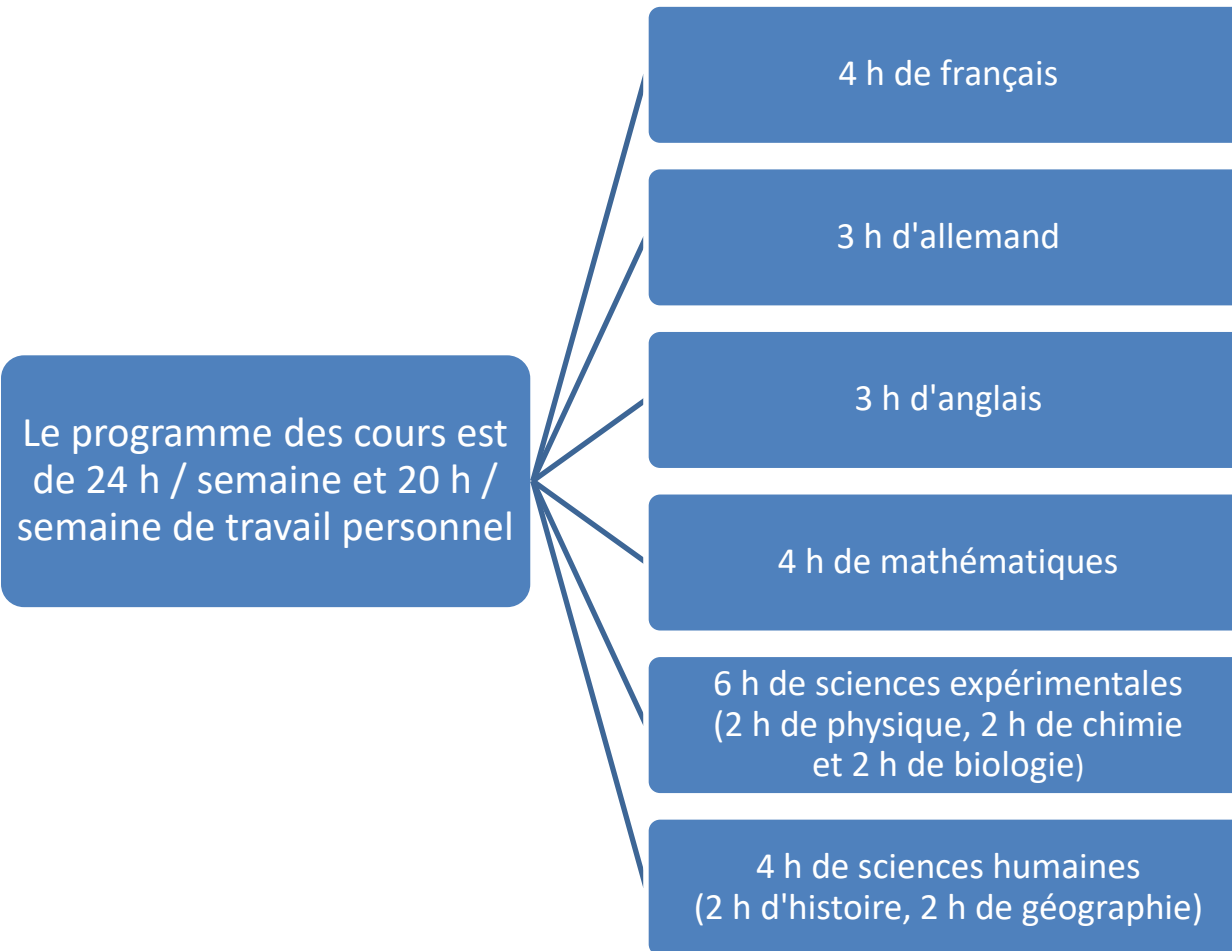 Le programme des cours est
de 24 h / semaine et 20 h /
semaine de travail personnel
4 h de français
3 h d'allemand
3 h d'anglais
4 h de mathématiques
6 h de sciences expérimentales
(2 h de physique, 2 h de chimie
et 2 h de biologie)
4 h de sciences humaines
(2 h d'histoire, 2 h de géographie)